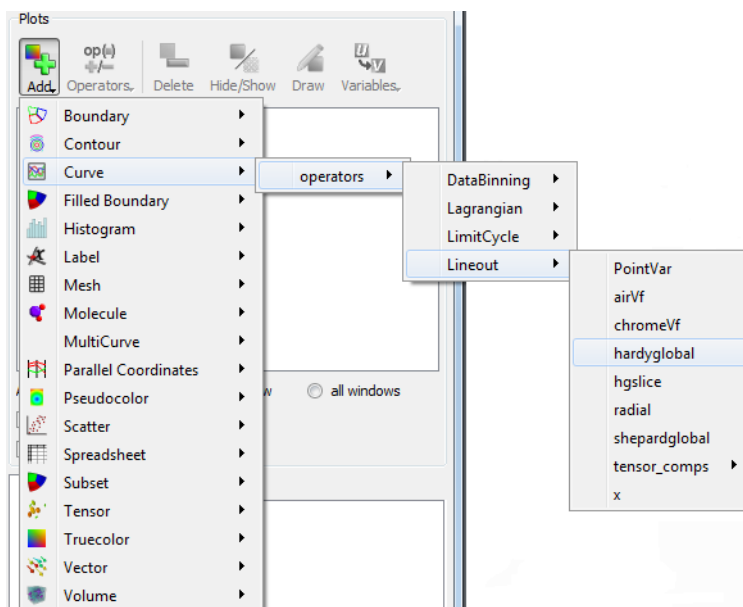 Plots
op(=)
+/−
Add Operators Delete Hide/Show Draw Variables
Boundary
Contour
Curve
Filled Boundary
Histogram
Label
Mesh
Molecule
MultiCurve
Parallel Coordinates
Pseudocolor
Scatter
Spreadsheet
Subset
Tensor
Truecolor
Vector
Volume
operators
DataBinning
Lagrangian
LimitCycle
Lineout
PointVar
airVf
chromeVf
hardyglobal
hgslice
radial
shepardglobal
tensor_comps
x
all windows